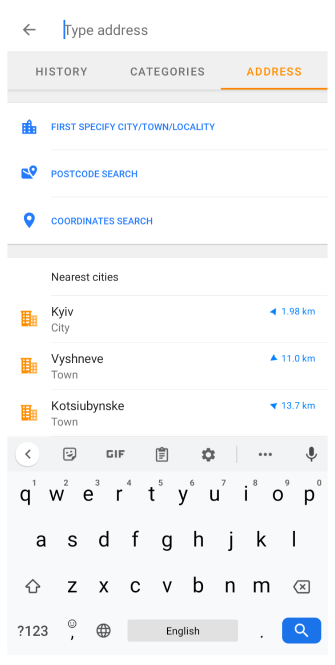 Type address
HISTORY CATEGORIES ADDRESS
FIRST SPECIFY CITY/TOWN/LOCALITY
POSTCODE SEARCH
COORDINATES SEARCH
Nearest cities
Kyiv 1.98 km
City
Vyshneve 11.0 km
Town
Kotsiubynske 13.7 km
Town
GIF
1 2 3 4 5 6 7 8 9 0
q w e r t y u i o p
a s d f g h j k l
z x c v b n m
?123 , English .